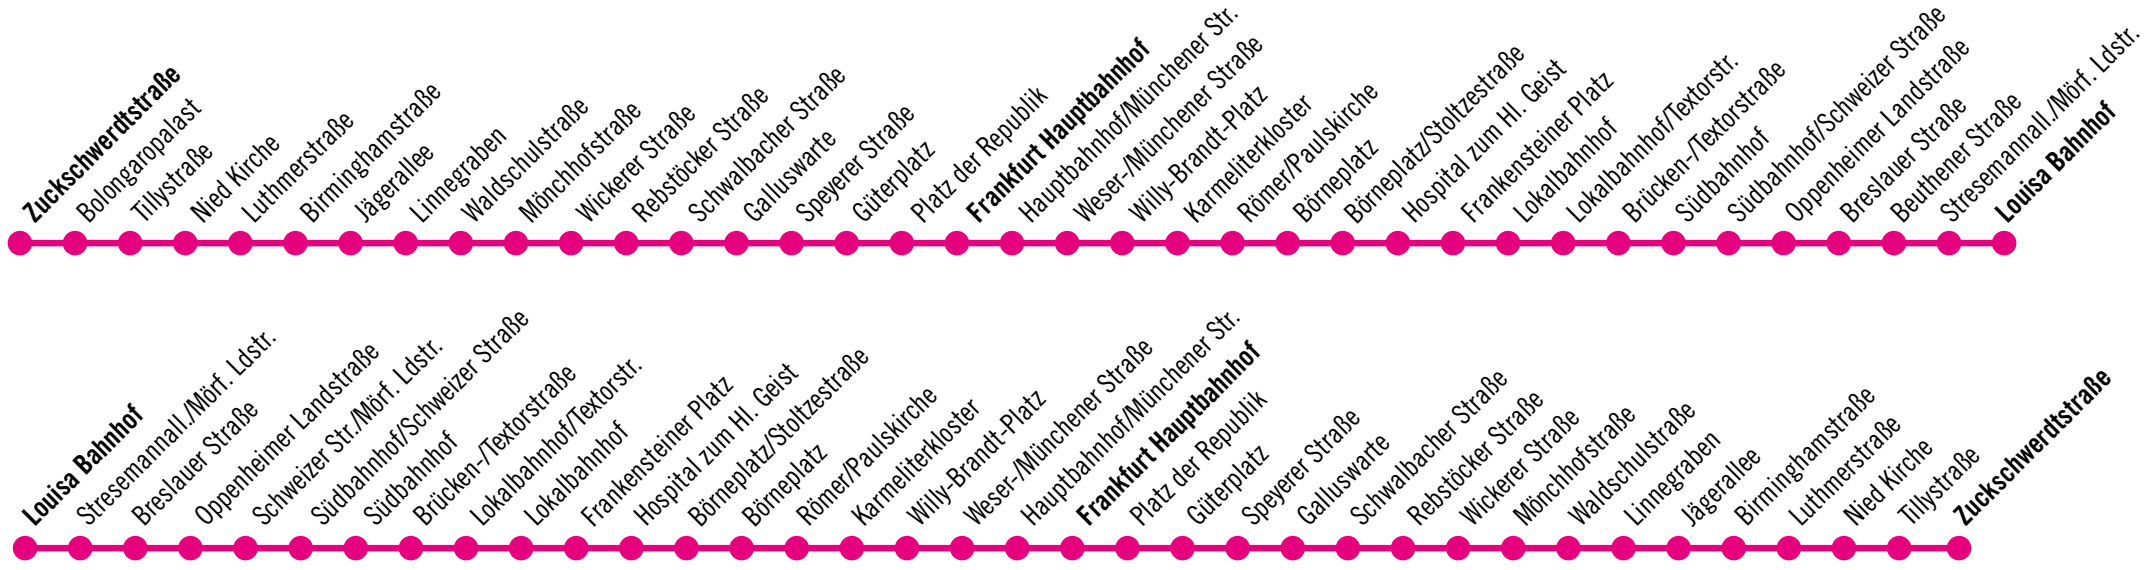 Zuckschwerdtstraße
Bolongaropalast
Tillystraße
Nied Kirche
Luthmerstraße
Birminghamstraße
Jägerallee
Linnegraben
Waldschulstraße
Mönchhofstraße
Wickerer Straße
Rebstöcker Straße
Schwalbacher Straße
Galluswarte
Speyerer Straße
Güterplatz
Platz der Republik
Frankfurt Hauptbahnhof
Hauptbahnhof/Münchener Str.
Weser-/Münchener Straße
Willy-Brandt-Platz
Karmeliterkloster
Römer/Paulskirche
Börneplatz
Börneplatz/Stoltzestraße
Hospital zum Hl. Geist
Frankensteiner Platz
Lokalbahnhof
Lokalbahnhof/Textorstr.
Brücken-/Textorstraße
Südbahnhof
Südbahnhof/Schweizer Straße
Oppenheimer Landstraße
Breslauer Straße
Beuthener Straße
Stresemannall./Mörf. Ldstr.
Louisa Bahnhof
Louisa Bahnhof
Stresemannall./Mörf. Ldstr.
Breslauer Straße
Oppenheimer Landstraße
Schweizer Str./Mörf. Ldstr.
Südbahnhof/Schweizer Straße
Südbahnhof
Brücken-/Textorstraße
Lokalbahnhof/Textorstr.
Lokalbahnhof
Frankensteiner Platz
Hospital zum Hl. Geist
Börneplatz/Stoltzestraße
Börneplatz
Römer/Paulskirche
Karmeliterkloster
Willy-Brandt-Platz
Weser-/Münchener Straße
Hauptbahnhof/Münchener Str.
Frankfurt Hauptbahnhof
Platz der Republik
Güterplatz
Speyerer Straße
Galluswarte
Schwalbacher Straße
Rebstöcker Straße
Wickerer Straße
Mönchhofstraße
Waldschulstraße
Linnegraben
Jägerallee
Birminghamstraße
Luthmerstraße
Nied Kirche
Tillystraße
Zuckschwerdtstraße